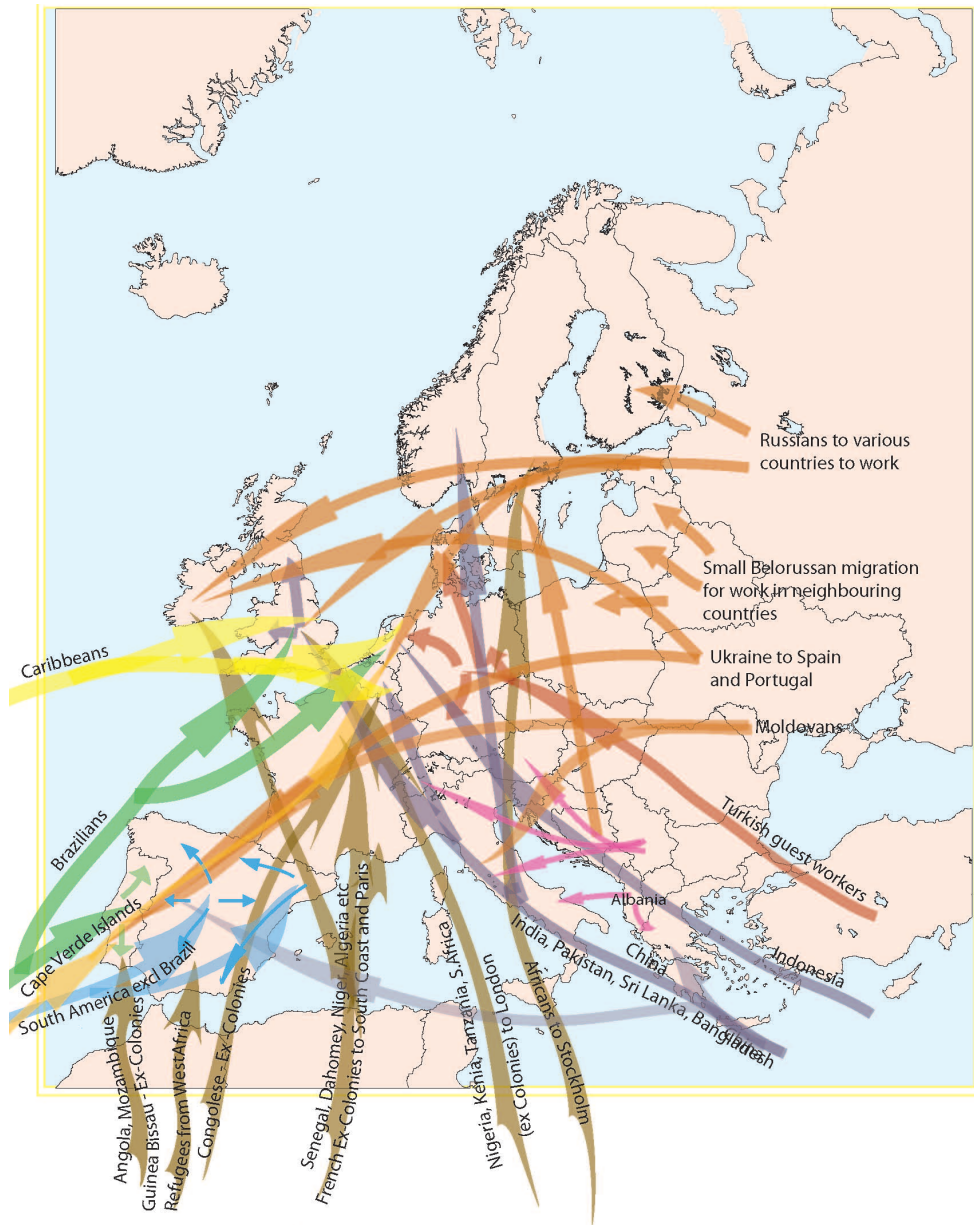 Russians to various
countries to work
Small Belorussian migration
for work in neighbouring
countries
Ukraine to Spain
and Portugal
Moldovans
Caribbeans
Brazilians
Turkish guest workers
Cape Verde Islands
South America excl Brazil
Albania
China
Indonesia
India, Pakistan, Sri Lanka, Bangladesh
Angola, Mozambique
Guinea Bissau - Ex-Colonies
Refugees from WestAfrica
Congolese - Ex -Colonies
Senegal, Dahomey, Niger, Algeria etc
French Ex-Colonies to South Coast and Paris
Nigeria, Kenia, Tanzania, S. Africa
(ex Colonies) to London
Africans to Stockholm